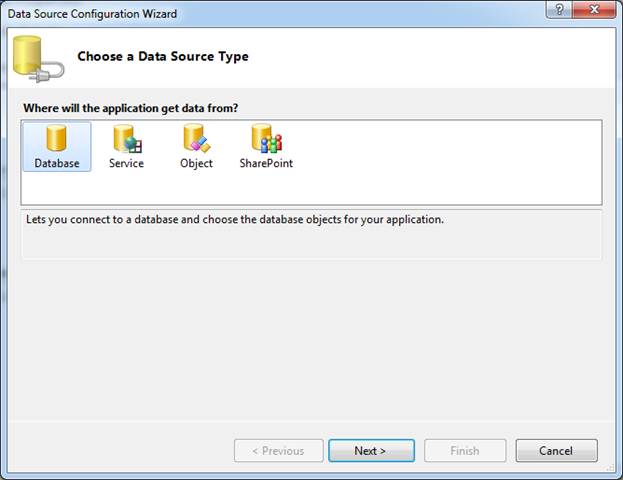 Data Source Configuration Wizard
?
Choose a Data Source Type
Where will the application get data from?
Database Service Object SharePoint
Lets you connect to a database and choose the database objects for your application.
< Previous Next > Finish Cancel